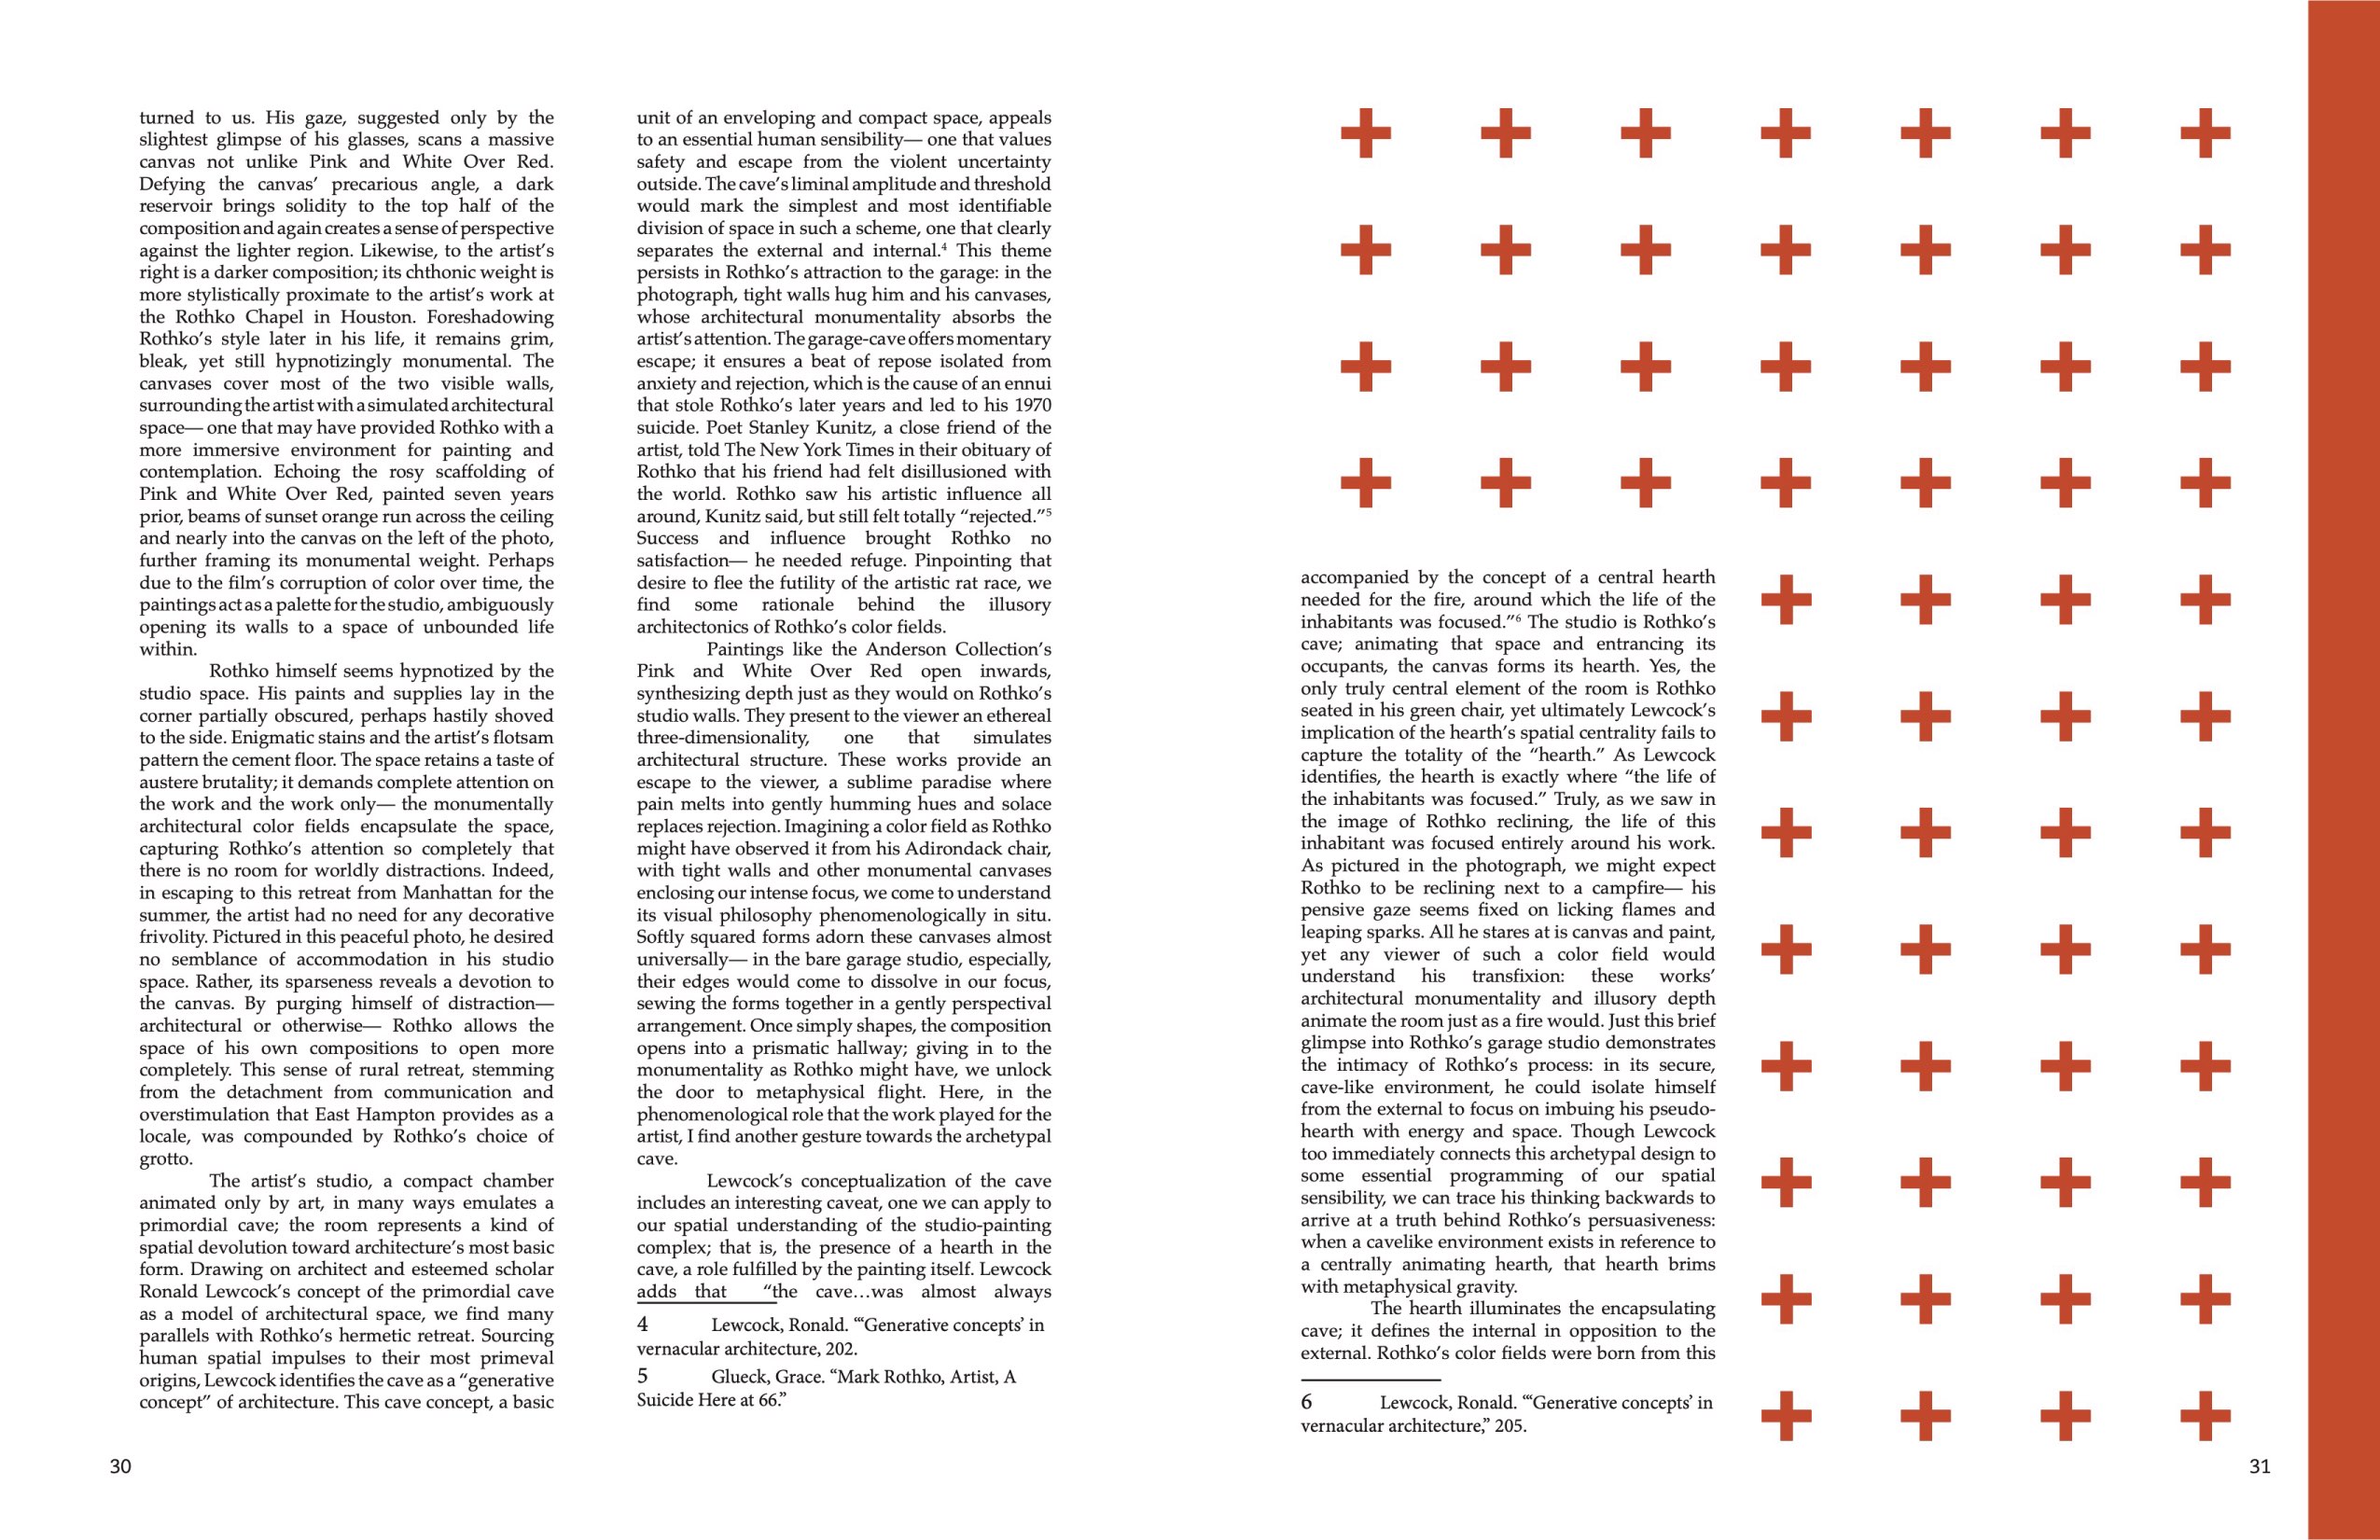 turned to us. His gaze, suggested only by the
slightest glimpse of his glasses, scans a massive
canvas not unlike Pink and White Over Red.
Defying the canvas’ precarious angle, a dark
reservoir brings solidity to the top half of the
composition and again creates a sense of perspective
against the lighter region. Likewise, to the artist’s
right is a darker composition; its chthonic weight is
more stylistically proximate to the artist’s work at
the Rothko Chapel in Houston. Foreshadowing
Rothko’s style later in his life, it remains grim,
bleak, yet still hypnotizingly monumental. The
canvases cover most of the two visible walls,
surrounding the artist with a simulated architectural
space— one that may have provided Rothko with a
more immersive environment for painting and
contemplation. Echoing the rosy scaffolding of
Pink and White Over Red, painted seven years
prior, beams of sunset orange run across the ceiling
and nearly into the canvas on the left of the photo,
further framing its monumental weight. Perhaps
due to the film’s corruption of color over time, the
paintings act as a palette for the studio, ambiguously
opening its walls to a space of unbounded life
within.
Rothko himself seems hypnotized by the
studio space. His paints and supplies lay in the
corner partially obscured, perhaps hastily shoved
to the side. Enigmatic stains and the artist’s flotsam
pattern the cement floor. The space retains a taste of
austere brutality; it demands complete attention on
the work and the work only— the monumentally
architectural color fields encapsulate the space,
capturing Rothko’s attention so completely that
there is no room for worldly distractions. Indeed,
in escaping to this retreat from Manhattan for the
summer, the artist had no need for any decorative
frivolity. Pictured in this peaceful photo, he desired
no semblance of accommodation in his studio
space. Rather, its sparseness reveals a devotion to
the canvas. By purging himself of distraction—
architectural or otherwise— Rothko allows the
space of his own compositions to open more
completely. This sense of rural retreat, stemming
from the detachment from communication and
overstimulation that East Hampton provides as a
locale, was compounded by Rothko’s choice of
grotto.
The artist’s studio, a compact chamber
animated only by art, in many ways emulates a
primordial cave; the room represents a kind of
spatial devolution toward architecture’s most basic
form. Drawing on architect and esteemed scholar
Ronald Lewcock’s concept of the primordial cave
as a model of architectural space, we find many
parallels with Rothko’s hermetic retreat. Sourcing
human spatial impulses to their most primeval
origins, Lewcock identifies the cave as a “generative
concept” of architecture. This cave concept, a basic
30
unit of an enveloping and compact space, appeals
to an essential human sensibility— one that values
safety and escape from the violent uncertainty
outside. The cave’s liminal amplitude and threshold
would mark the simplest and most identifiable
division of space in such a scheme, one that clearly
separates the external and internal.⁴ This theme
persists in Rothko’s attraction to the garage: in the
photograph, tight walls hug him and his canvases,
whose architectural monumentality absorbs the
artist’s attention. The garage-cave offers momentary
escape; it ensures a beat of repose isolated from
anxiety and rejection, which is the cause of an ennui
that stole Rothko’s later years and led to his 1970
suicide. Poet Stanley Kunitz, a close friend of the
artist, told The New York Times in their obituary of
Rothko that his friend had felt disillusioned with
the world. Rothko saw his artistic influence all
around, Kunitz said, but still felt totally “rejected.”⁵
Success and influence brought Rothko no
satisfaction— he needed refuge. Pinpointing that
desire to flee the futility of the artistic rat race, we
find some rationale behind the illusory
architectonics of Rothko’s color fields.
Paintings like the Anderson Collection’s
Pink and White Over Red open inwards,
synthesizing depth just as they would on Rothko’s
studio walls. They present to the viewer an ethereal
three-dimensionality, one that simulates
architectural structure. These works provide an
escape to the viewer, a sublime paradise where
pain melts into gently humming hues and solace
replaces rejection. Imagining a color field as Rothko
might have observed it from his Adirondack chair,
with tight walls and other monumental canvases
enclosing our intense focus, we come to understand
its visual philosophy phenomenologically in situ.
Softly squared forms adorn these canvases almost
universally— in the bare garage studio, especially,
their edges would come to dissolve in our focus,
sewing the forms together in a gently perspectival
arrangement. Once simply shapes, the composition
opens into a prismatic hallway; giving in to the
monumentality as Rothko might have, we unlock
the door to metaphysical flight. Here, in the
phenomenological role that the work played for the
artist, I find another gesture towards the archetypal
cave.
Lewcock’s conceptualization of the cave
includes an interesting caveat, one we can apply to
our spatial understanding of the studio-painting
complex; that is, the presence of a hearth in the
cave, a role fulfilled by the painting itself. Lewcock
adds that “the cave…was almost always
4 Lewcock, Ronald. “‘Generative concepts’ in
vernacular architecture, 202.
5 Glueck, Grace. “Mark Rothko, Artist, A
Suicide Here at 66.”
accompanied by the concept of a central hearth
needed for the fire, around which the life of the
inhabitants was focused.”⁶ The studio is Rothko’s
cave; animating that space and entrancing its
occupants, the canvas forms its hearth. Yes, the
only truly central element of the room is Rothko
seated in his green chair, yet ultimately Lewcock’s
implication of the hearth’s spatial centrality fails to
capture the totality of the “hearth.” As Lewcock
identifies, the hearth is exactly where “the life of
the inhabitants was focused.” Truly, as we saw in
the image of Rothko reclining, the life of this
inhabitant was focused entirely around his work.
As pictured in the photograph, we might expect
Rothko to be reclining next to a campfire— his
pensive gaze seems fixed on licking flames and
leaping sparks. All he stares at is canvas and paint,
yet any viewer of such a color field would
understand his transfixion: these works’
architectural monumentality and illusory depth
animate the room just as a fire would. Just this brief
glimpse into Rothko’s garage studio demonstrates
the intimacy of Rothko’s process: in its secure,
cave-like environment, he could isolate himself
from the external to focus on imbuing his pseudo-
hearth with energy and space. Though Lewcock
too immediately connects this archetypal design to
some essential programming of our spatial
sensibility, we can trace his thinking backwards to
arrive at a truth behind Rothko’s persuasiveness:
when a cavelike environment exists in reference to
a centrally animating hearth, that hearth brims
with metaphysical gravity.
The hearth illuminates the encapsulating
cave; it defines the internal in opposition to the
external. Rothko’s color fields were born from this
6 Lewcock, Ronald. “‘Generative concepts’ in
vernacular architecture,” 205.
31